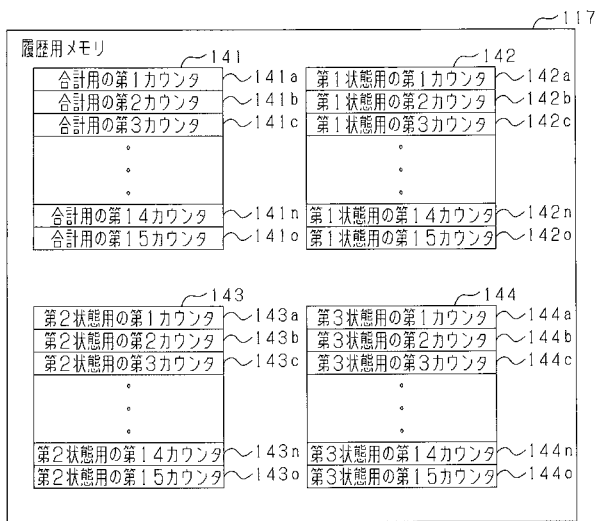 117
履歴用メモリ
141
合計用の第1カウンタ 141a
合計用の第2カウンタ 141b
合計用の第3カウンタ 141c
合計用の第14カウンタ 141n
合計用の第15カウンタ 141o
142
第1状態用の第1カウンタ 142a
第1状態用の第2カウンタ 142b
第1状態用の第3カウンタ 142c
第1状態用の第14カウンタ 142n
第1状態用の第15カウンタ 142o
143
第2状態用の第1カウンタ 143a
第2状態用の第2カウンタ 143b
第2状態用の第3カウンタ 143c
第2状態用の第14カウンタ 143n
第2状態用の第15カウンタ 143o
144
第3状態用の第1カウンタ 144a
第3状態用の第2カウンタ 144b
第3状態用の第3カウンタ 144c
第3状態用の第14カウンタ 144n
第3状態用の第15カウンタ 144o